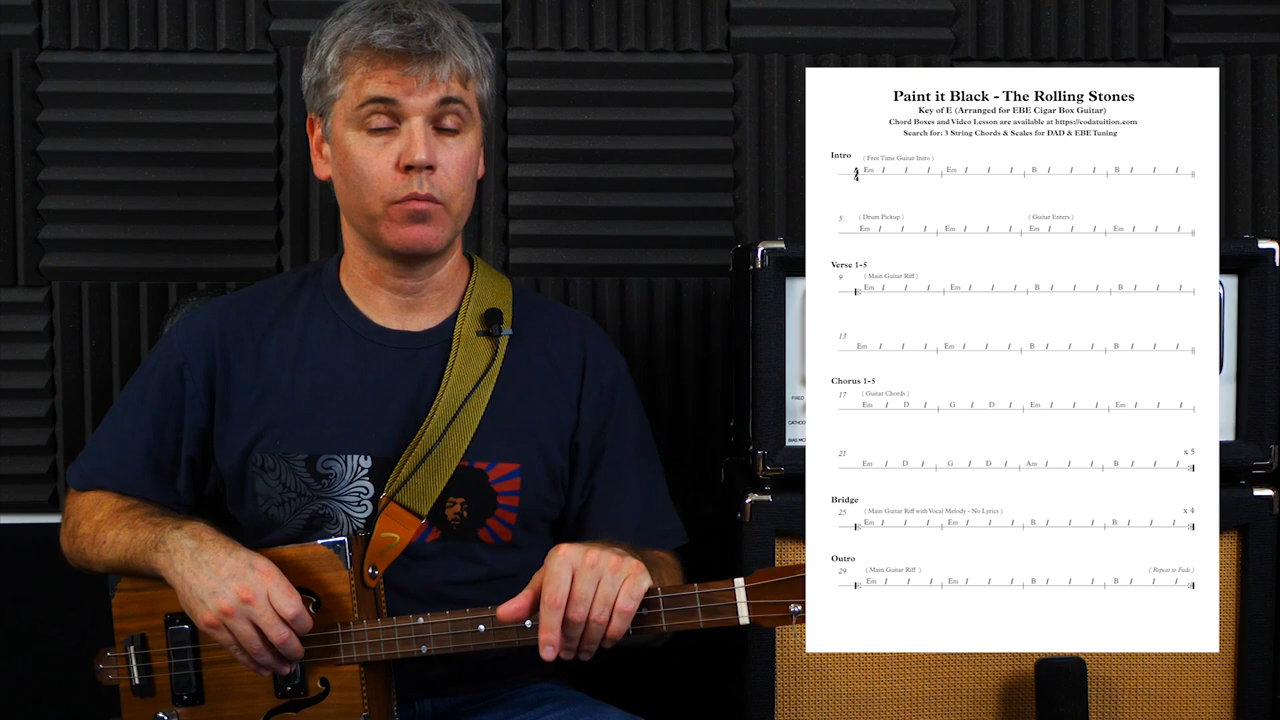 Paint it Black - The Rolling Stones
Key of E (Arranged for EBE Cigar Box Guitar)
Chord Boxes and Video Lesson are available at https://codatuition.com
Search for: 3 String Chords & Scales for DAD & EBE Tuning
Intro
( Free Time Guitar Intro )
4/4 Em / / / Em / / / B / / / B / / /
5 ( Drum Pickup ) ( Guitar Enters )
Em / / / Em / / / Em / / / Em / / /
Verse 1-5
9 ( Main Guitar Riff )
Em / / / Em / / / B / / / B / / /
13
Em / / / Em / / / B / / / B / / /
Chorus 1-5
17 ( Guitar Chords )
Em / D / G / D / Em / / / Em / / /
21 x 5
Em / D / G / D / Am / / / B / / /
Bridge
25 ( Main Guitar Riff with Vocal Melody - No Lyrics ) x 4
Em / / / Em / / / B / / / B / / /
Outro
29 ( Main Guitar Riff ) ( Repeat to Fade )
Em / / / Em / / / B / / / B / / /
FIXED